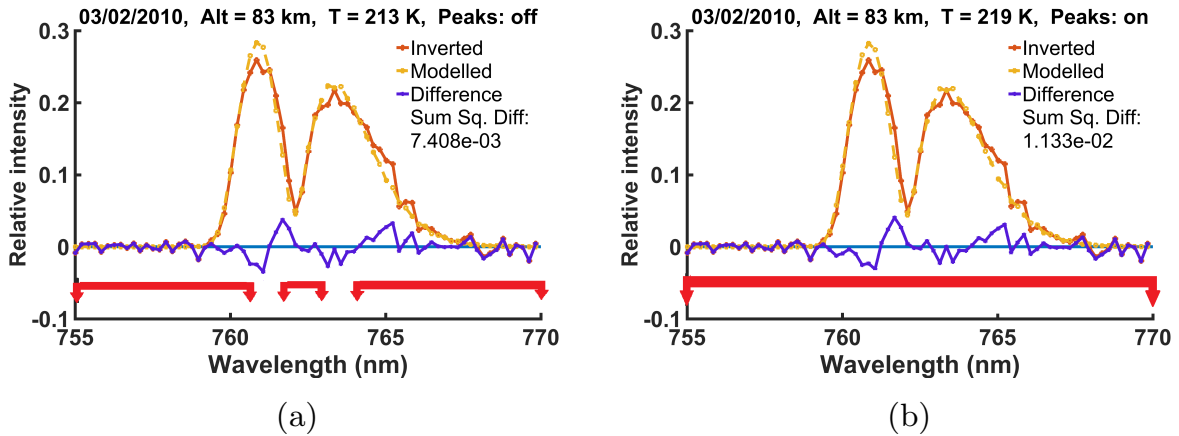 03/02/2010, Alt = 83 km, T = 213 K, Peaks: off
0.3
0.2
0.1
0
-0.1
Relative intensity
Inverted
Modelled
Difference
Sum Sq. Diff:
7.408e-03
755
760
765
770
Wavelength (nm)
(a)
03/02/2010, Alt = 83 km, T = 219 K, Peaks: on
0.3
0.2
0.1
0
-0.1
Relative intensity
Inverted
Modelled
Difference
Sum Sq. Diff:
1.133e-02
755
760
765
770
Wavelength (nm)
(b)